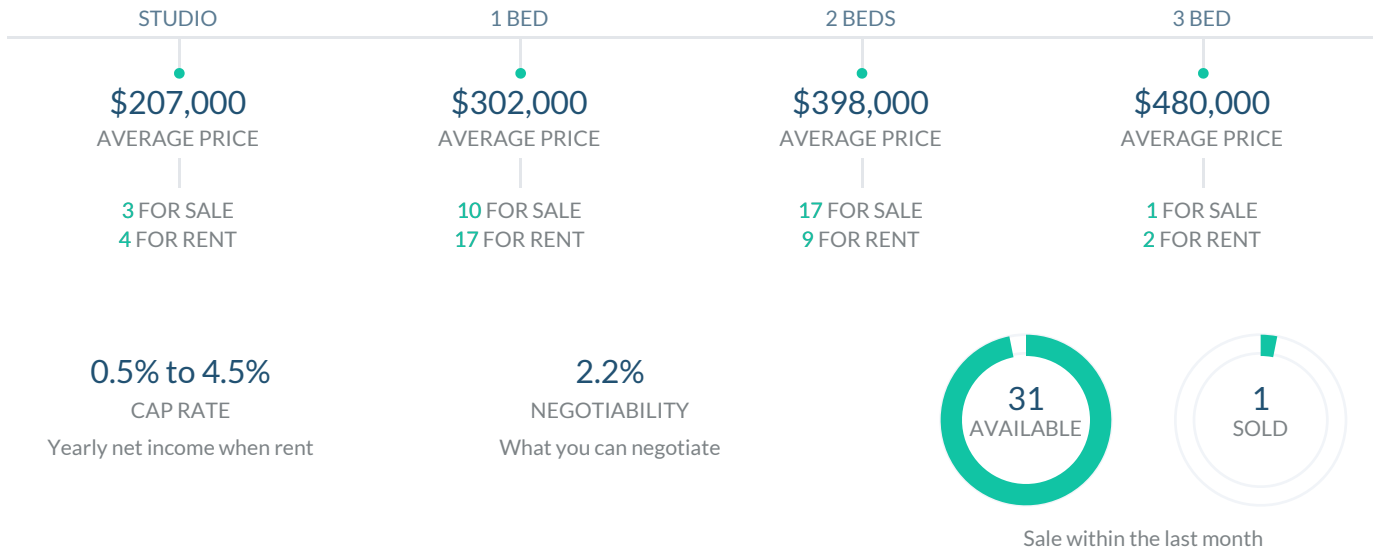 STUDIO
1 BED
2 BEDS
3 BED
$207,000
$302,000
$398,000
$480,000
AVERAGE PRICE
AVERAGE PRICE
AVERAGE PRICE
AVERAGE PRICE
3 FOR SALE
10 FOR SALE
17 FOR SALE
1 FOR SALE
4 FOR RENT
17 FOR RENT
9 FOR RENT
2 FOR RENT
0.5% to 4.5%
CAP RATE
Yearly net income when rent
2.2%
NEGOTIABILITY
What you can negotiate
31
AVAILABLE
1
SOLD
Sale within the last month